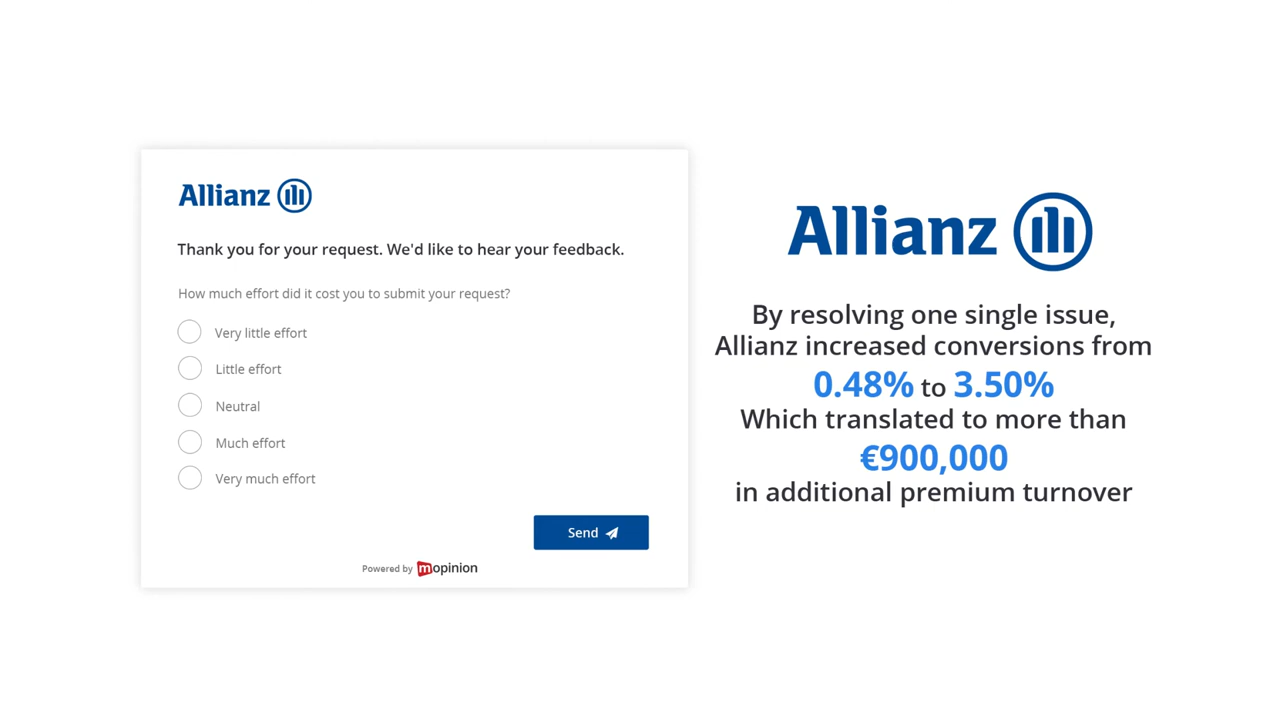 Allianz
Thank you for your request. We'd like to hear your feedback.
How much effort did it cost you to submit your request?
Very little effort
Little effort
Neutral
Much effort
Very much effort
Send
Powered by mopinion
Allianz
By resolving one single issue,
Allianz increased conversions from
0.48% to 3.50%
Which translated to more than
€900,000
in additional premium turnover